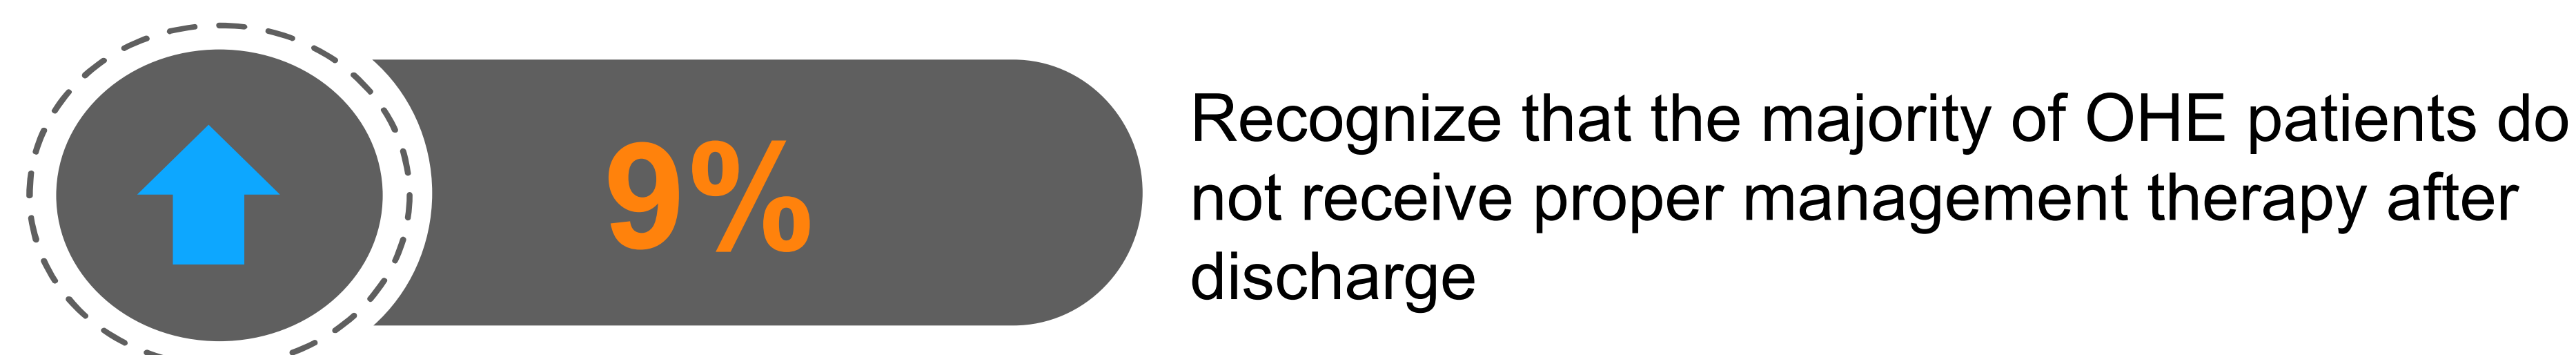 9%
Recognize that the majority of OHE patients do
not receive proper management therapy after
discharge